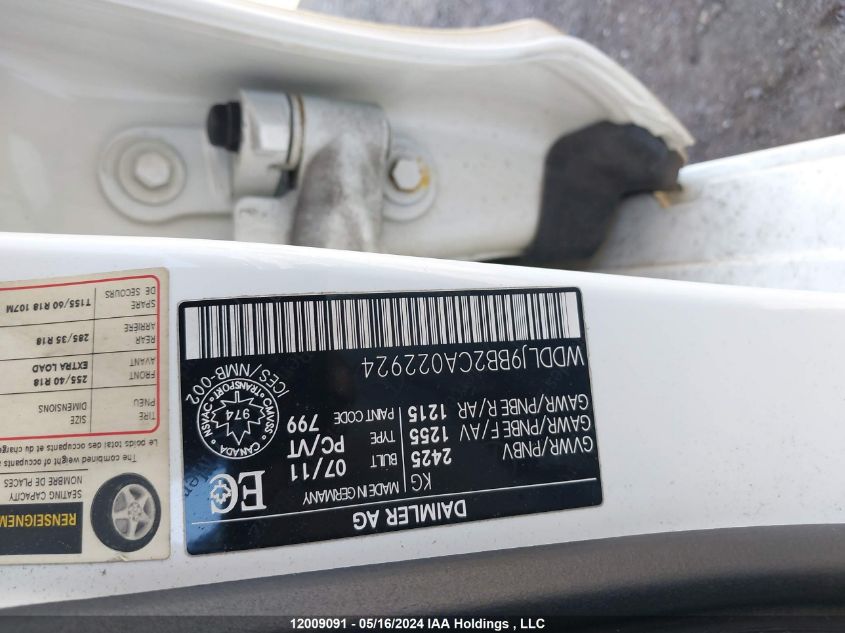 DAIMLER AG
MADE IN GERMANY
KG
GVWR/PNBV 2425 BUILT 07/11
GAWR/PNBE F/AV 1255 TYPE PC/VT
GAWR/PNBE R/AR 1215 PAINT CODE 799
EC
CMVSS
TRANSPORT
NSVAC
CANADA
974
ICES/NMB-002
WDDLJ9BB2CA022924
RENSEIGNEM
SEATING CAPACITY
NOMBRE DE PLACES
The combined weight of occupants
Le poids total des occupants et du charge
TIRE SIZE
PNEU DIMENSIONS
FRONT 255/40 R18
AVANT EXTRA LOAD
REAR 285/35 R18
ARRIÈRE
SPARE T155/60 R18 107M
DE SECOURS
12009091 - 05/16/2024 IAA Holdings , LLC